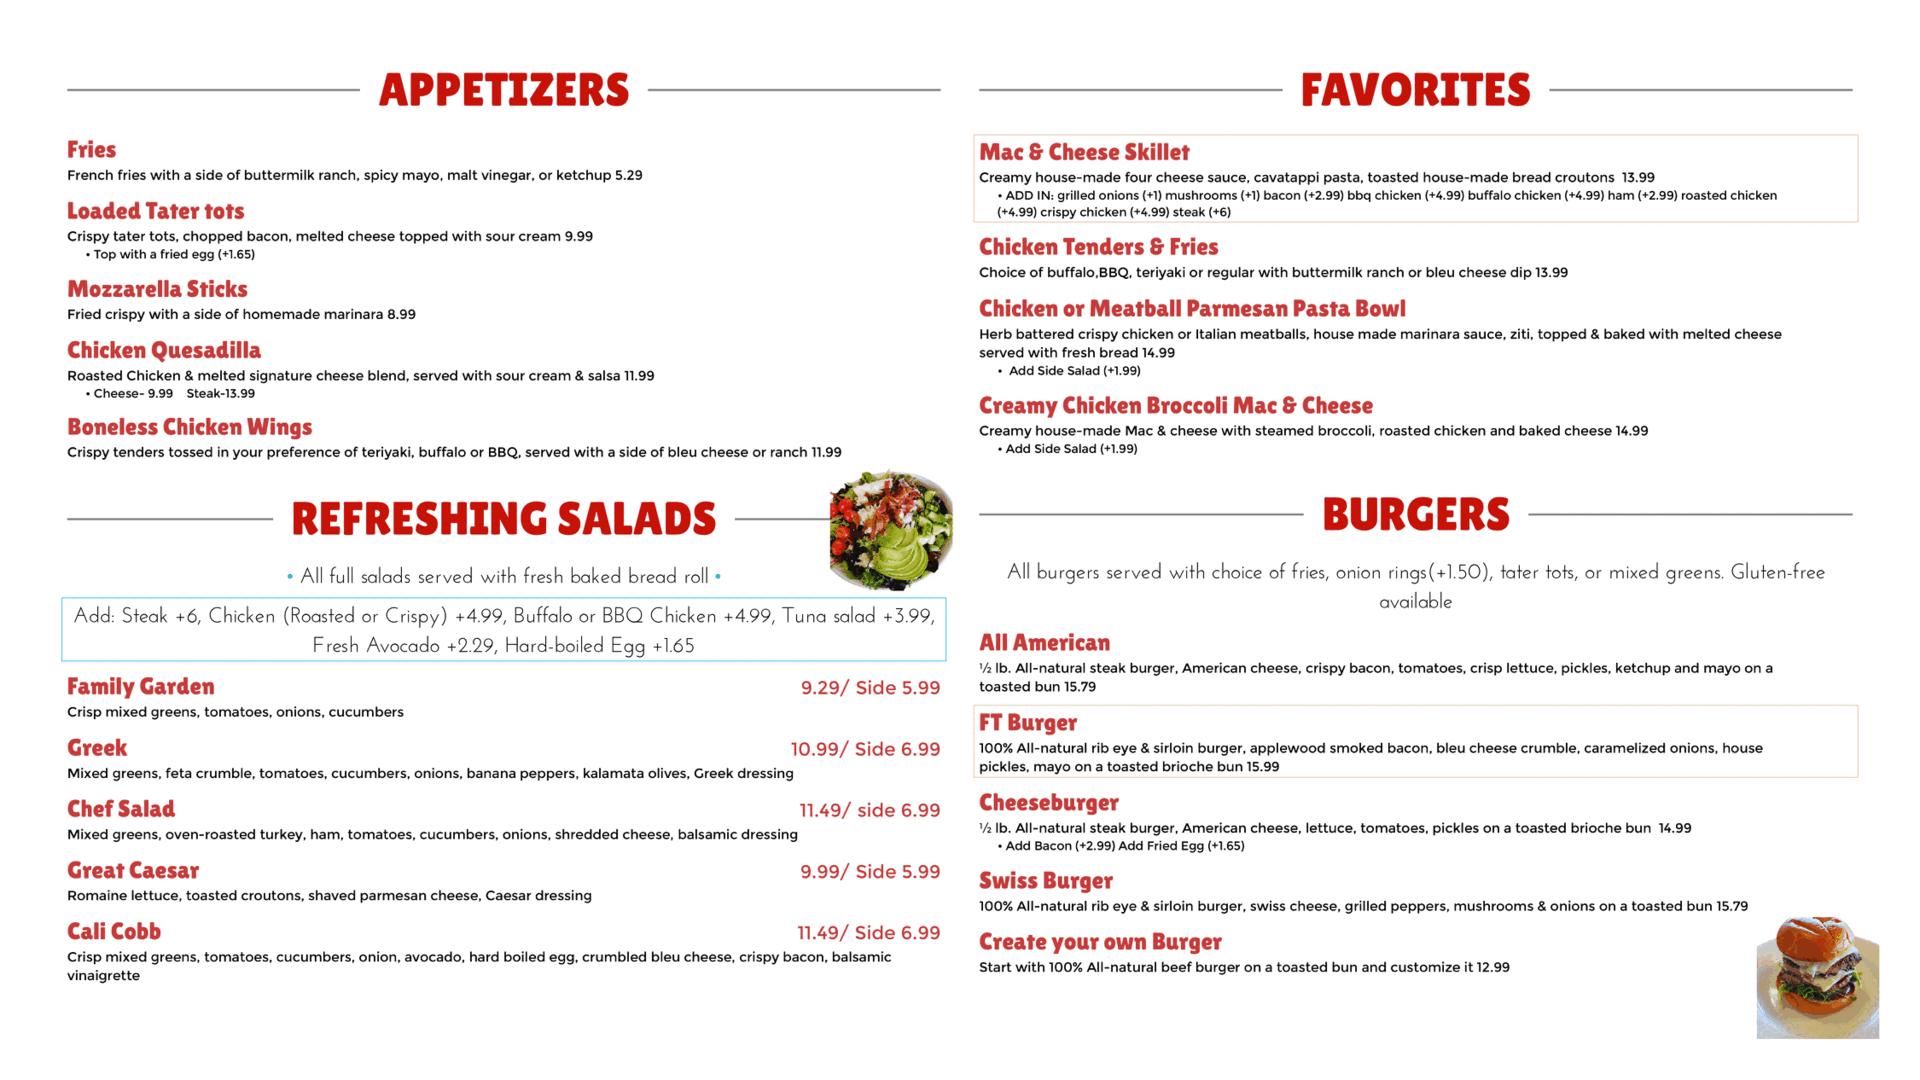 APPETIZERS
Fries
French fries with a side of buttermilk ranch, spicy mayo, malt vinegar, or ketchup 5.29
Loaded Tater tots
Crispy tater tots, chopped bacon, melted cheese topped with sour cream 9.99
• Top with a fried egg (+1.65)
Mozzarella Sticks
Fried crispy with a side of homemade marinara 8.99
Chicken Quesadilla
Roasted Chicken & melted signature cheese blend, served with sour cream & salsa 11.99
• Cheese- 9.99 Steak-13.99
Boneless Chicken Wings
Crispy tenders tossed in your preference of teriyaki, buffalo or BBQ, served with a side of bleu cheese or ranch 11.99
REFRESHING SALADS
• All full salads served with fresh baked bread roll •
Add: Steak +6, Chicken (Roasted or Crispy) +4.99, Buffalo or BBQ Chicken +4.99, Tuna salad +3.99,
Fresh Avocado +2.29, Hard-boiled Egg +1.65
Family Garden 9.29/ Side 5.99
Crisp mixed greens, tomatoes, onions, cucumbers
Greek 10.99/ Side 6.99
Mixed greens, feta crumble, tomatoes, cucumbers, onions, banana peppers, kalamata olives, Greek dressing
Chef Salad 11.49/ side 6.99
Mixed greens, oven-roasted turkey, ham, tomatoes, cucumbers, onions, shredded cheese, balsamic dressing
Great Caesar 9.99/ Side 5.99
Romaine lettuce, toasted croutons, shaved parmesan cheese, Caesar dressing
Cali Cobb 11.49/ Side 6.99
Crisp mixed greens, tomatoes, cucumbers, onion, avocado, hard boiled egg, crumbled bleu cheese, crispy bacon, balsamic
vinaigrette
FAVORITES
Mac & Cheese Skillet
Creamy house-made four cheese sauce, cavatappi pasta, toasted house-made bread croutons 13.99
• ADD IN: grilled onions (+1) mushrooms (+1) bacon (+2.99) bbq chicken (+4.99) buffalo chicken (+4.99) ham (+2.99) roasted chicken
(+4.99) crispy chicken (+4.99) steak (+6)
Chicken Tenders & Fries
Choice of buffalo,BBQ, teriyaki or regular with buttermilk ranch or bleu cheese dip 13.99
Chicken or Meatball Parmesan Pasta Bowl
Herb battered crispy chicken or Italian meatballs, house made marinara sauce, ziti, topped & baked with melted cheese
served with fresh bread 14.99
• Add Side Salad (+1.99)
Creamy Chicken Broccoli Mac & Cheese
Creamy house-made Mac & cheese with steamed broccoli, roasted chicken and baked cheese 14.99
• Add Side Salad (+1.99)
BURGERS
All burgers served with choice of fries, onion rings(+1.50), tater tots, or mixed greens. Gluten-free
available
All American
½ lb. All-natural steak burger, American cheese, crispy bacon, tomatoes, crisp lettuce, pickles, ketchup and mayo on a
toasted bun 15.79
FT Burger
100% All-natural rib eye & sirloin burger, applewood smoked bacon, bleu cheese crumble, caramelized onions, house
pickles, mayo on a toasted brioche bun 15.99
Cheeseburger
½ lb. All-natural steak burger, American cheese, lettuce, tomatoes, pickles on a toasted brioche bun 14.99
• Add Bacon (+2.99) Add Fried Egg (+1.65)
Swiss Burger
100% All-natural rib eye & sirloin burger, swiss cheese, grilled peppers, mushrooms & onions on a toasted bun 15.79
Create your own Burger
Start with 100% All-natural beef burger on a toasted bun and customize it 12.99